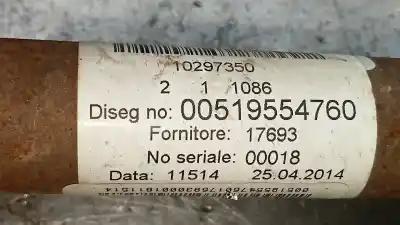 10297350
2 1 1086
Diseg no: 00519554760
Fornitore: 17693
No seriale: 00018
Data: 11514 25.04.2014